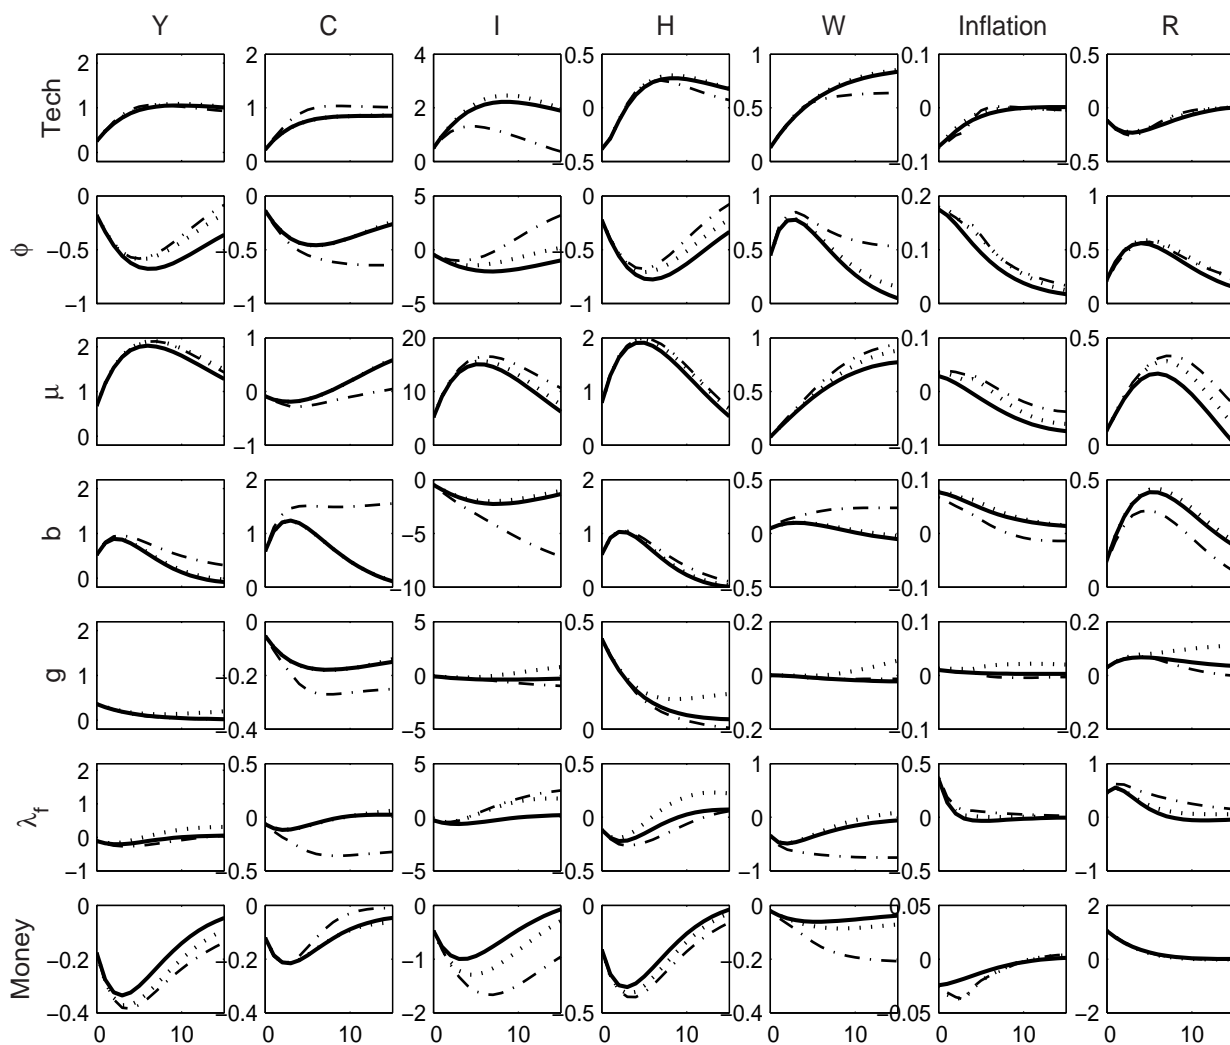 Y C I H W Inflation R
2 2 4 0.5 1 0.1 0.5
Tech 1 1 2 0 0.5 0 0
0 0 0 −0.5 0 −0.1 −0.5
0 0 5 0 1 0.2 1
ϕ −0.5 −0.5 0 −0.5 0.5 0.1 0.5
−1 −1 −5 −1 0 0 0
2 1 20 2 1 0.1 0.5
μ 1 0 10 1 0.5 0
0 −1 0 0 0 −0.1 0
2 2 0 2 0.5 0.1 0.5
b 1 1 −5 1 0 0
0 0 −10 0 −0.5 −0.1 0
2 0 5 0.5 0.2 0.1 0.2
g 1 −0.2 0 0 0 0
0 −0.4 −5 0 −0.2 −0.1 −0.2
2 0.5 5 0.5 1 0.5 1
1
λf 0 0 0 0 0 0 0
−1 −0.5 −5 −0.5 −1 −0.5 −1
0 0 0 0 0 0.05 2
Money −0.2 −0.2 −1 −0.2 −0.2 0 0
−0.4 −0.4 −2 −0.4 −0.4 −0.05 −2
0 10 0 10 0 10 0 10 0 10 0 10 0 10